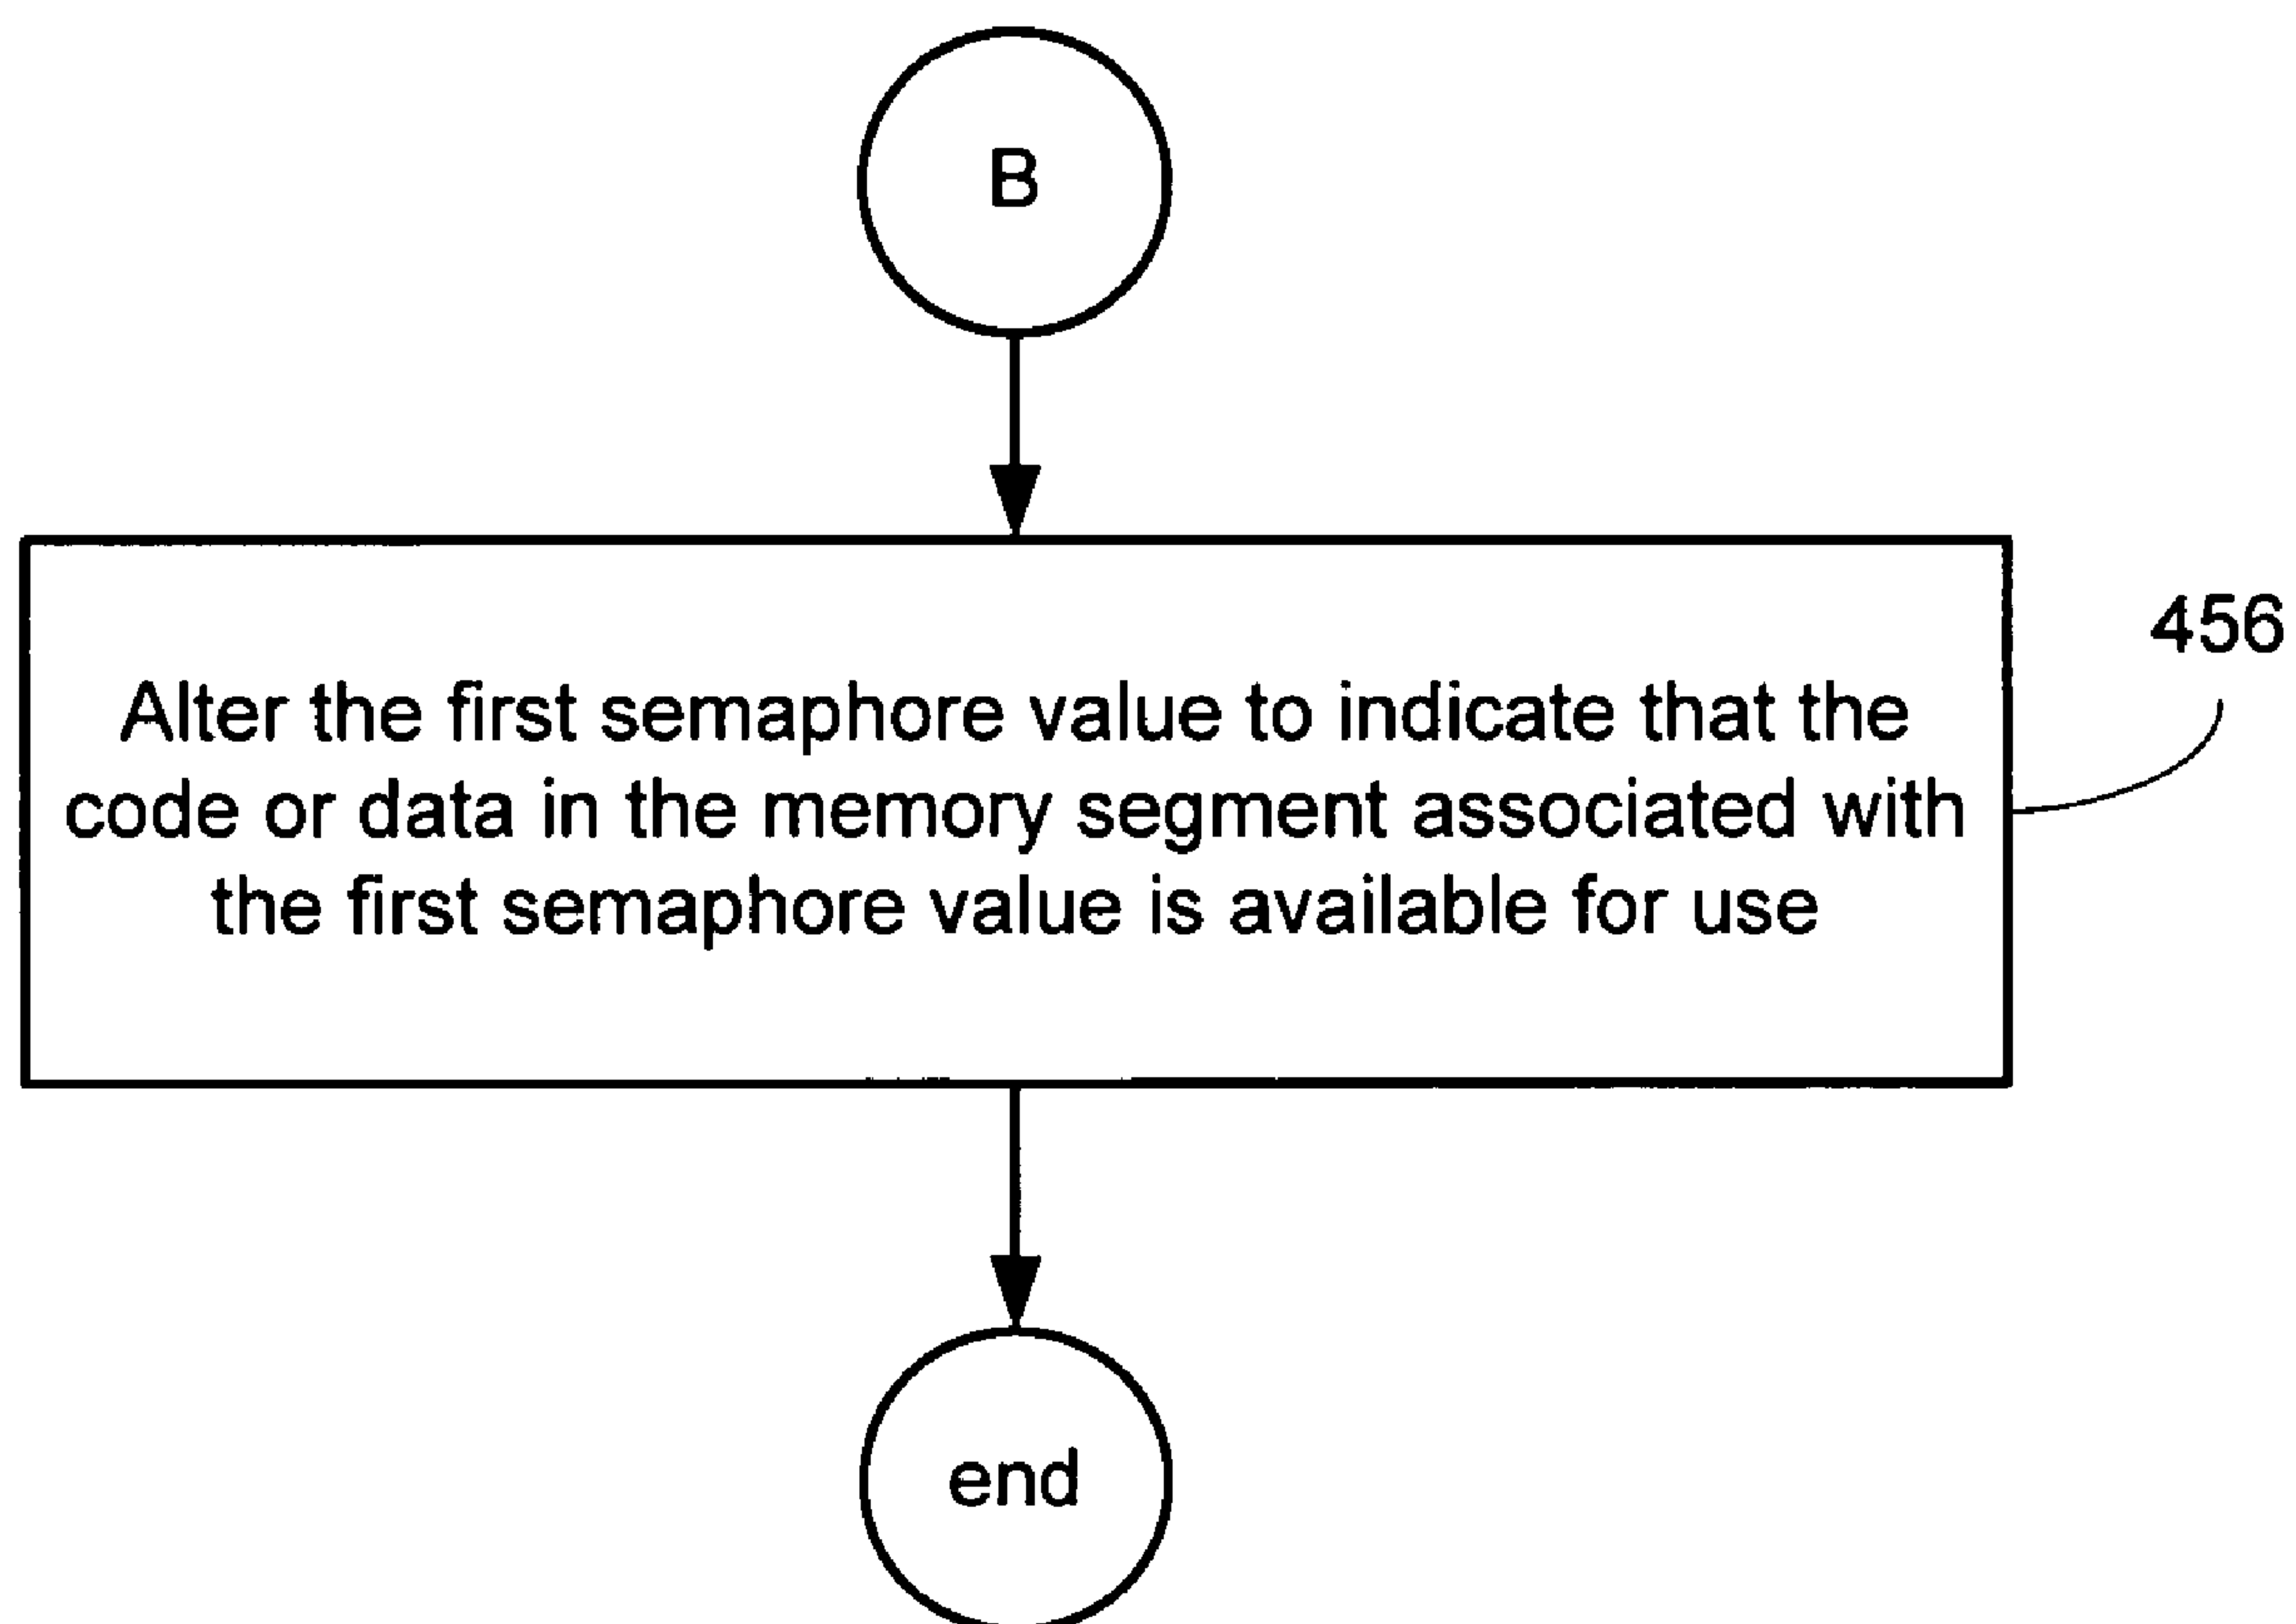 B
456
Alter the first semaphore value to indicate that the
code or data in the memory segment associated with
the first semaphore value is available for use
end